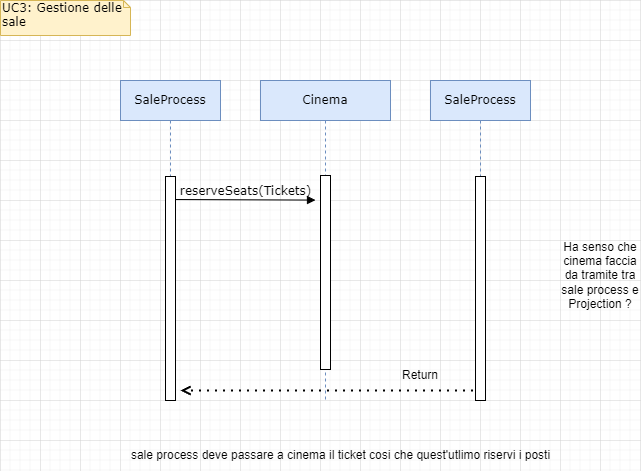 UC3: Gestione delle
sale
SaleProcess
Cinema
SaleProcess
reserveSeats(Tickets)
Ha senso che
cinema faccia
da tramite tra
sale process e
Projection ?
Return
sale process deve passare a cinema il ticket cosi che quest'utlimo riservi i posti